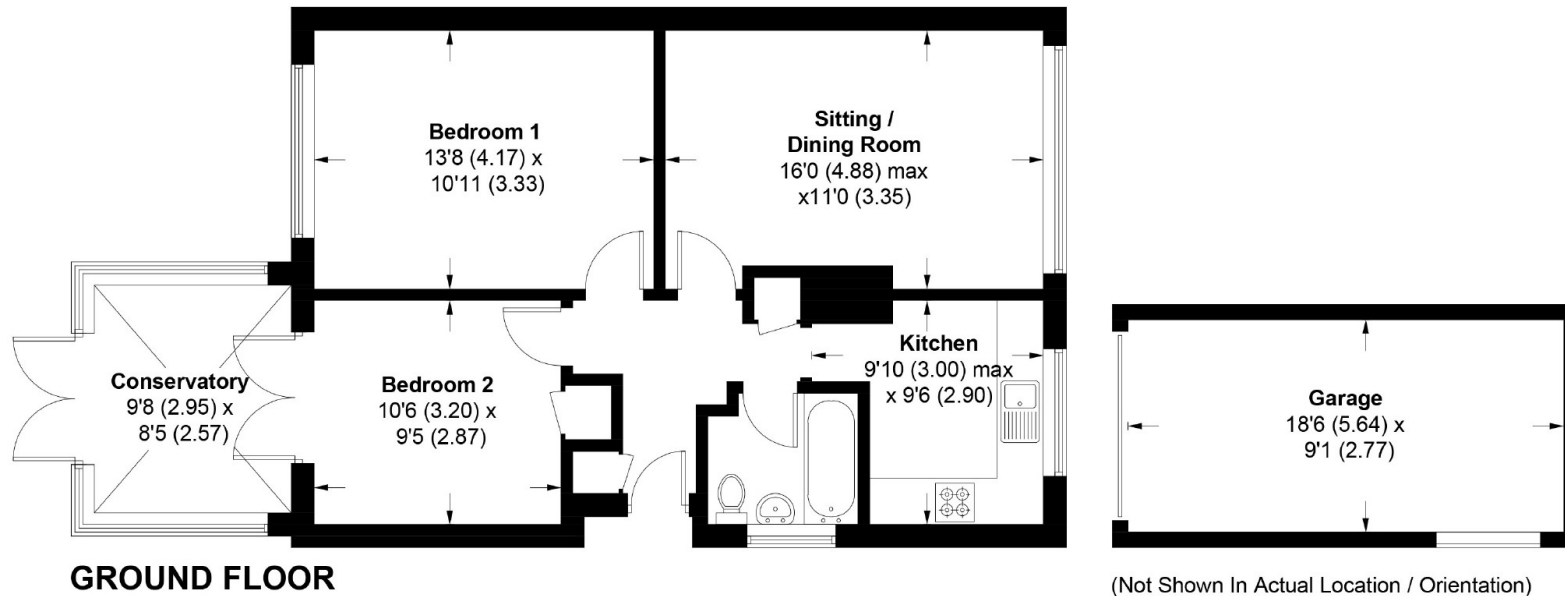 Bedroom 1
13'8 (4.17) x
10'11 (3.33)
Sitting /
Dining Room
16'0 (4.88) max
x11'0 (3.35)
Conservatory
9'8 (2.95) x
8'5 (2.57)
Bedroom 2
10'6 (3.20) x
9'5 (2.87)
Kitchen
9'10 (3.00) max
x 9'6 (2.90)
Garage
18'6 (5.64) x
9'1 (2.77)
GROUND FLOOR
(Not Shown In Actual Location / Orientation)